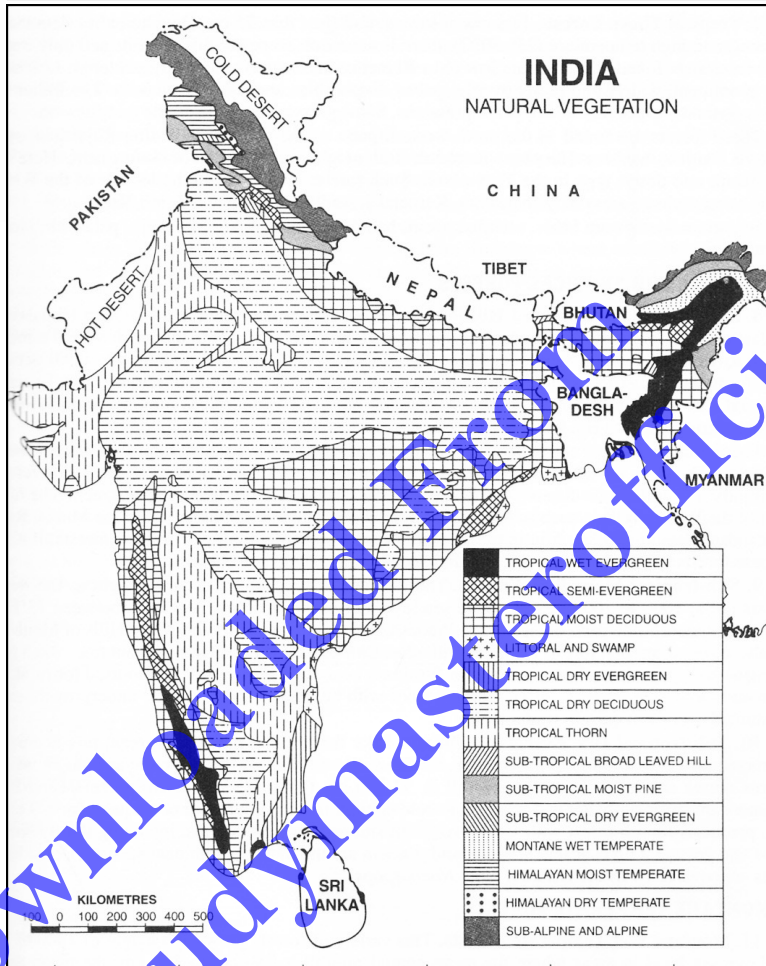 INDIA
NATURAL VEGETATION
COLD DESERT
PAKISTAN
CHINA
TIBET
NEPAL
HOT DESERT
BHUTAN
BANGLA-
DESH
MYANMAR
TROPICAL WET EVERGREEN
TROPICAL SEMI-EVERGREEN
TROPICAL MOIST DECIDUOUS
LITTORAL AND SWAMP
TROPICAL DRY EVERGREEN
TROPICAL DRY DECIDUOUS
TROPICAL THORN
SUB-TROPICAL BROAD LEAVED HILL
SUB-TROPICAL MOIST PINE
SUB-TROPICAL DRY EVERGREEN
MONTANE WET TEMPERATE
HIMALAYAN MOIST TEMPERATE
HIMALAYAN DRY TEMPERATE
SUB-ALPINE AND ALPINE
SRI
LANKA
KILOMETRES
100 0 100 200 300 400 500
ownloaded From
udymasteroffici